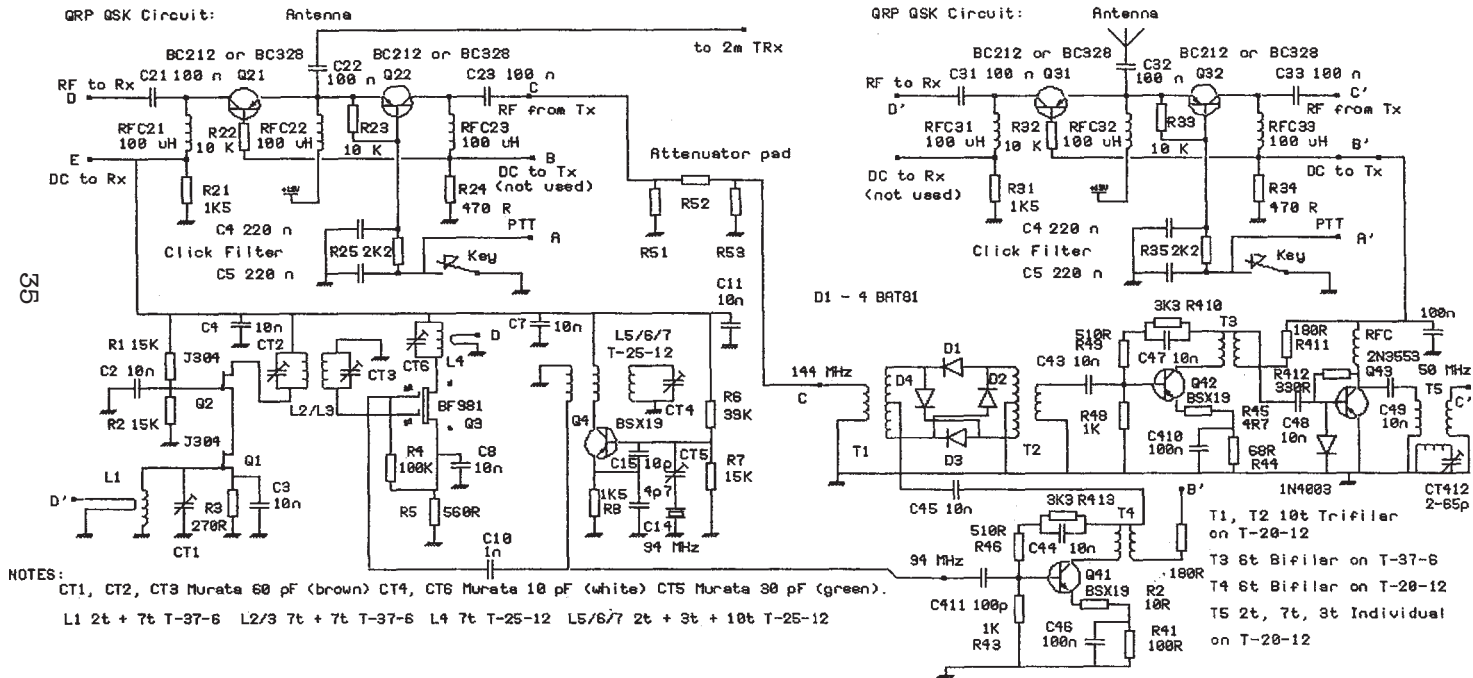 QRP QSK Circuit:
Antenna
to 2m TRx
BC212 or BC328
BC212 or BC328
C21 100 n
Q21
C22
100 n
Q22
C23 100 n
C
RF to Rx
D
RF from Tx
RFC21
100 uH
R22
10 K
RFC22
100 uH
R23
10 K
RFC23
100 uH
E
B
DC to Rx
DC to Tx
(not used)
R21
1K5
R24
470 R
C4 220 n
PTT
A
Click Filter
R25 2K2
Key
C5 220 n
Attenuator pad
R52
R51
R53
QRP QSK Circuit:
Antenna
BC212 or BC328
BC212 or BC328
C31 100 n
Q31
C32
100 n
Q32
C33 100 n
C'
RF to Rx
D'
RF from Tx
RFC31
100 uH
R32
10 K
RFC32
100 uH
R33
10 K
RFC33
100 uH
B'
DC to Rx
(not used)
DC to Tx
R31
1K5
R34
470 R
C4 220 n
PTT
A'
Click Filter
R35 2K2
Key
C5 220 n
35
C11
10n
C4
10n
CT2
R1 15K
J304
C2 10n
Q2
R2 15K
J304
L2/L3
CT3
CT6
L4
D
BF981
Q3
C7
10n
L5/6/7
T-25-12
CT4
Q4
BSX19
R6
39K
R7
15K
C15
10p
CT5
4p7
1K5
R8
C14
94 MHz
R4
100K
C8
10n
R5
560R
Q1
L1
D'
R3
270R
C3
10n
CT1
C10
1n
D1 - 4 BAT81
144 MHz
C
D4
D1
D2
D3
T1
T2
C43
10n
510R
R49
3K3 R410
C47 10n
T3
Q42
BSX19
R48
1K
C410
100n
R45
4R7
68R
R44
180R
R411
RFC
2N3553
R412
330R
Q43
C48
10n
1N4003
100n
50 MHz
T5
C'
C49
10n
CT412
2-65p
C45 10n
3K3 R413
510R
R46
C44 10n
T4
B'
180R
94 MHz
C411 100p
Q41
BSX19
R2
10R
1K
R43
C46
100n
R41
100R
T1, T2 10t Trifilar
on T-20-12
T3 6t Bifilar on T-37-6
T4 6t Bifilar on T-20-12
T5 2t, 7t, 3t Individual
on T-20-12
NOTES:
CT1, CT2, CT3 Murata 60 pF (brown) CT4, CT6 Murata 10 pF (white) CT5 Murata 30 pF (green).
L1 2t + 7t T-37-6 L2/3 7t + 7t T-37-6 L4 7t T-25-12 L5/6/7 2t + 3t + 10t T-25-12